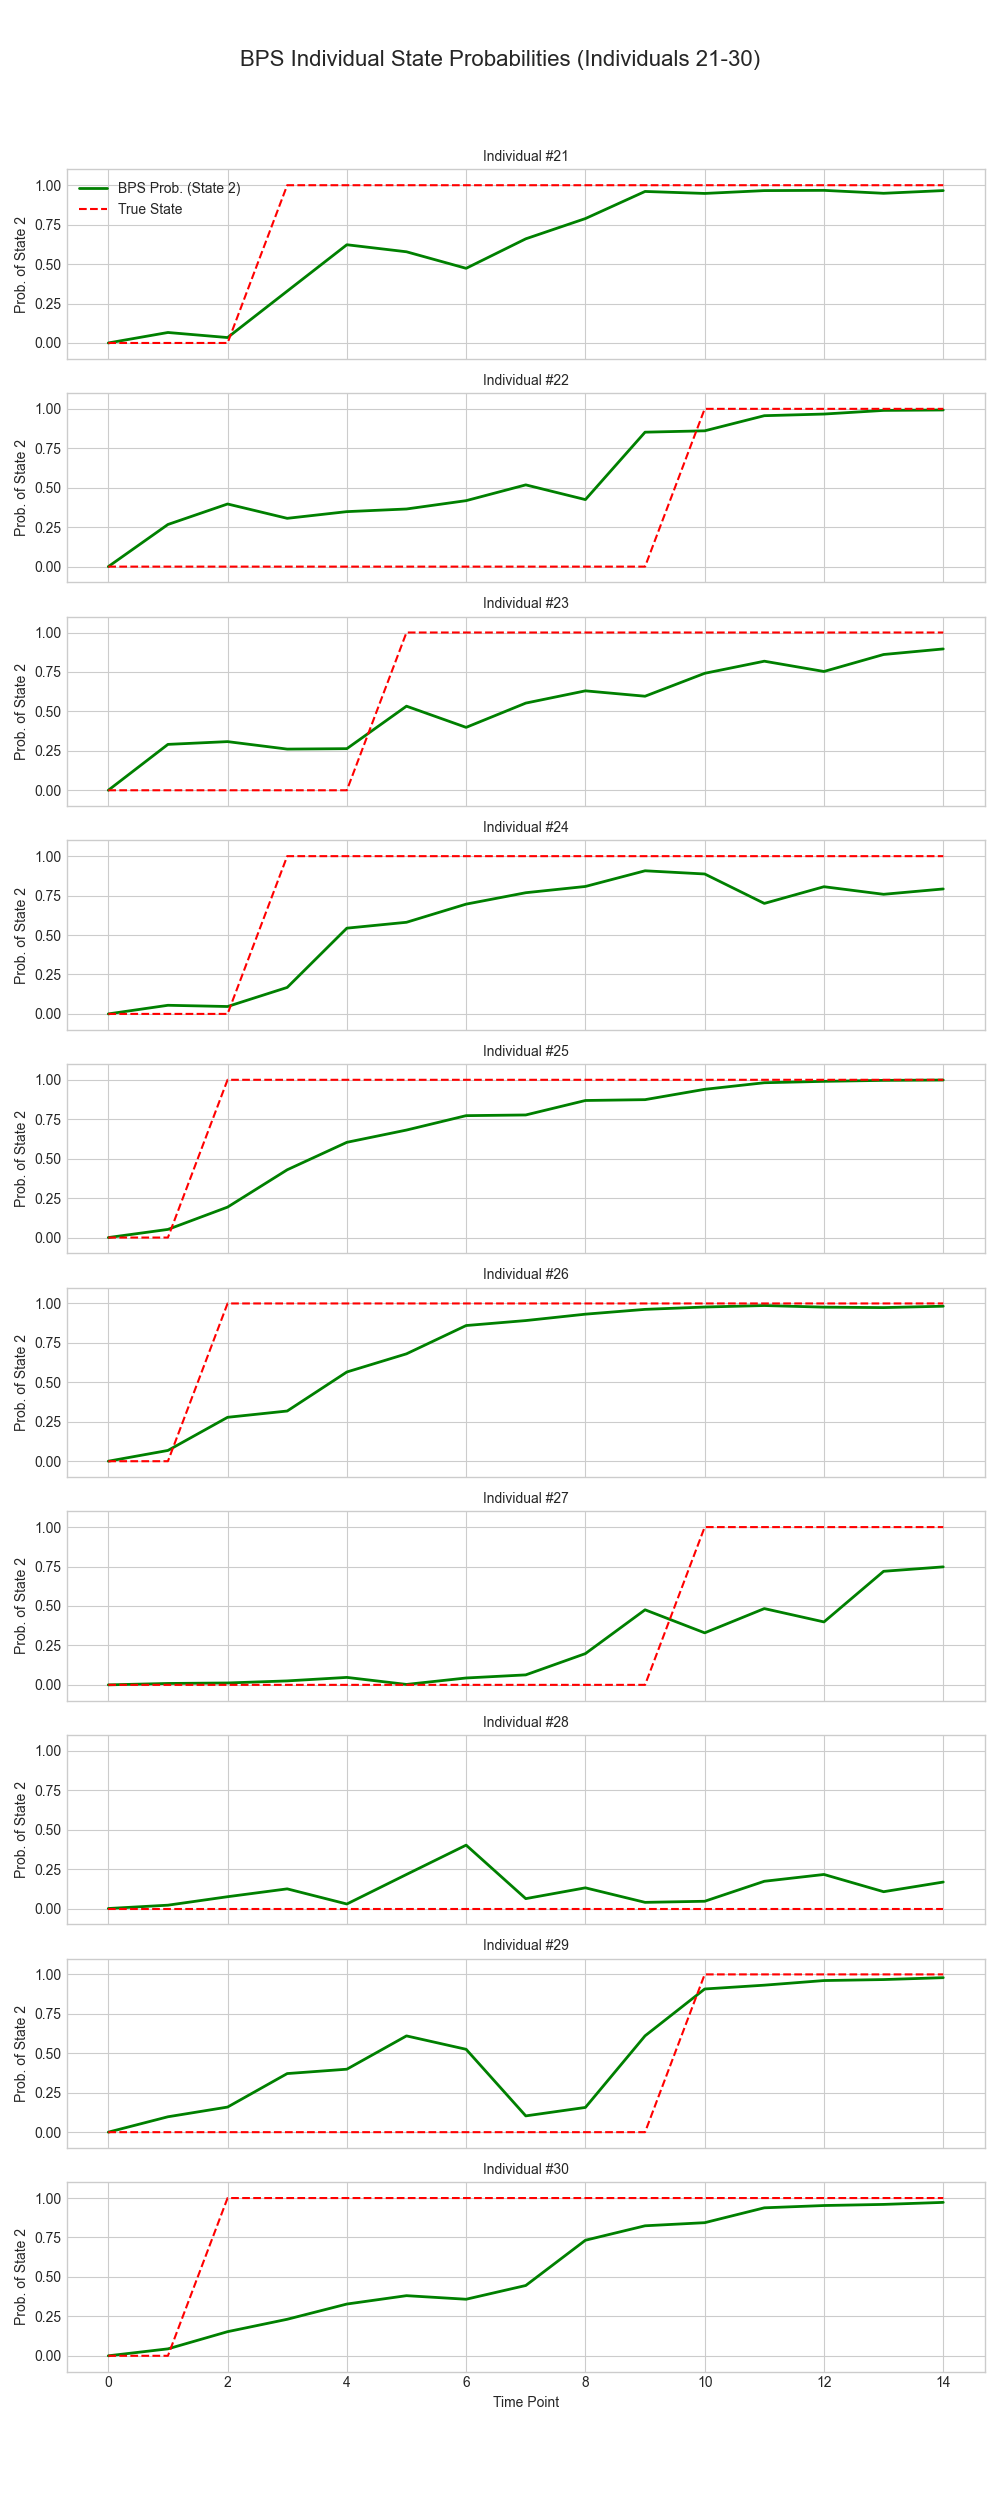 BPS Individual State Probabilities (Individuals 21-30)
Individual #21
BPS Prob. (State 2)
True State
1.00
0.75
0.50
0.25
0.00
Prob. of State 2
Individual #22
1.00
0.75
0.50
0.25
0.00
Prob. of State 2
Individual #23
1.00
0.75
0.50
0.25
0.00
Prob. of State 2
Individual #24
1.00
0.75
0.50
0.25
0.00
Prob. of State 2
Individual #25
1.00
0.75
0.50
0.25
0.00
Prob. of State 2
Individual #26
1.00
0.75
0.50
0.25
0.00
Prob. of State 2
Individual #27
1.00
0.75
0.50
0.25
0.00
Prob. of State 2
Individual #28
1.00
0.75
0.50
0.25
0.00
Prob. of State 2
Individual #29
1.00
0.75
0.50
0.25
0.00
Prob. of State 2
Individual #30
1.00
0.75
0.50
0.25
0.00
Prob. of State 2
0 2 4 6 8 10 12 14
Time Point